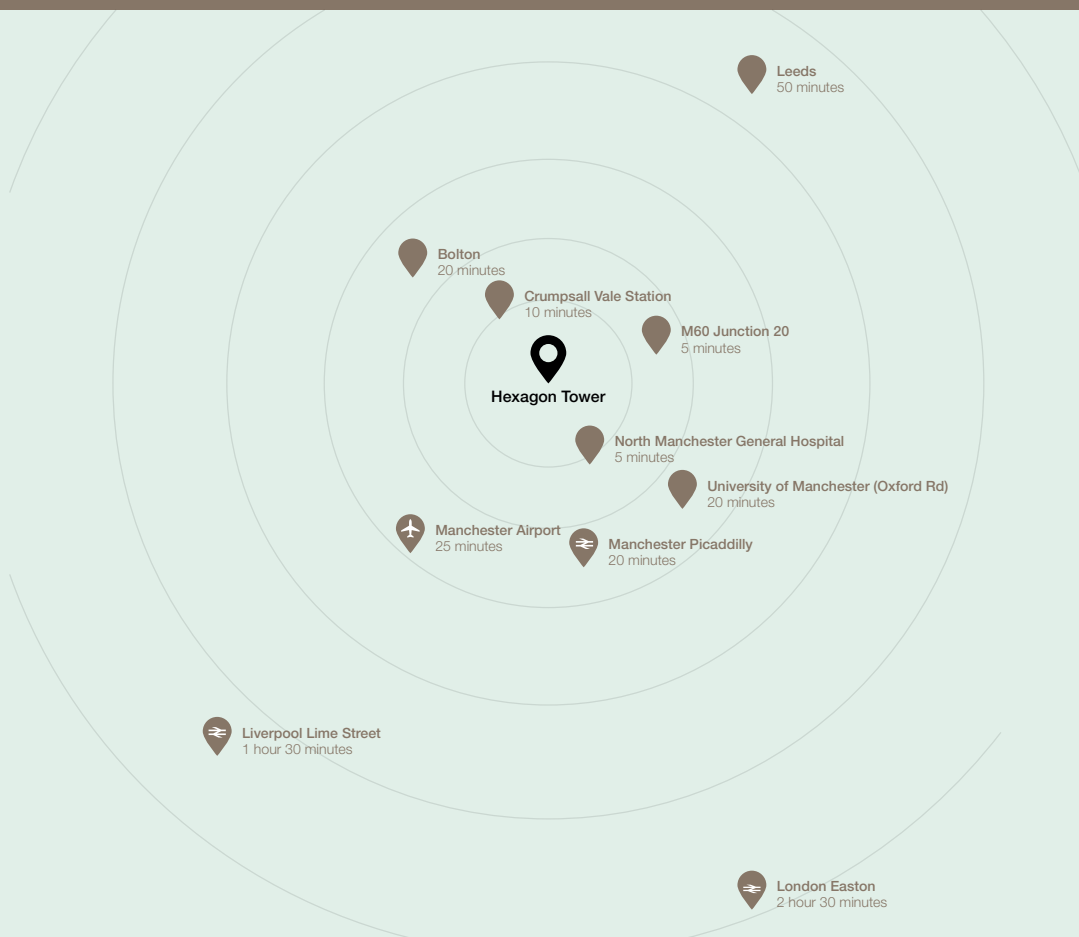 Leeds
50 minutes
Bolton
20 minutes
Crumpsall Vale Station
10 minutes
M60 Junction 20
5 minutes
Hexagon Tower
North Manchester General Hospital
5 minutes
University of Manchester (Oxford Rd)
20 minutes
Manchester Airport
25 minutes
Manchester Picaddilly
20 minutes
Liverpool Lime Street
1 hour 30 minutes
London Easton
2 hour 30 minutes